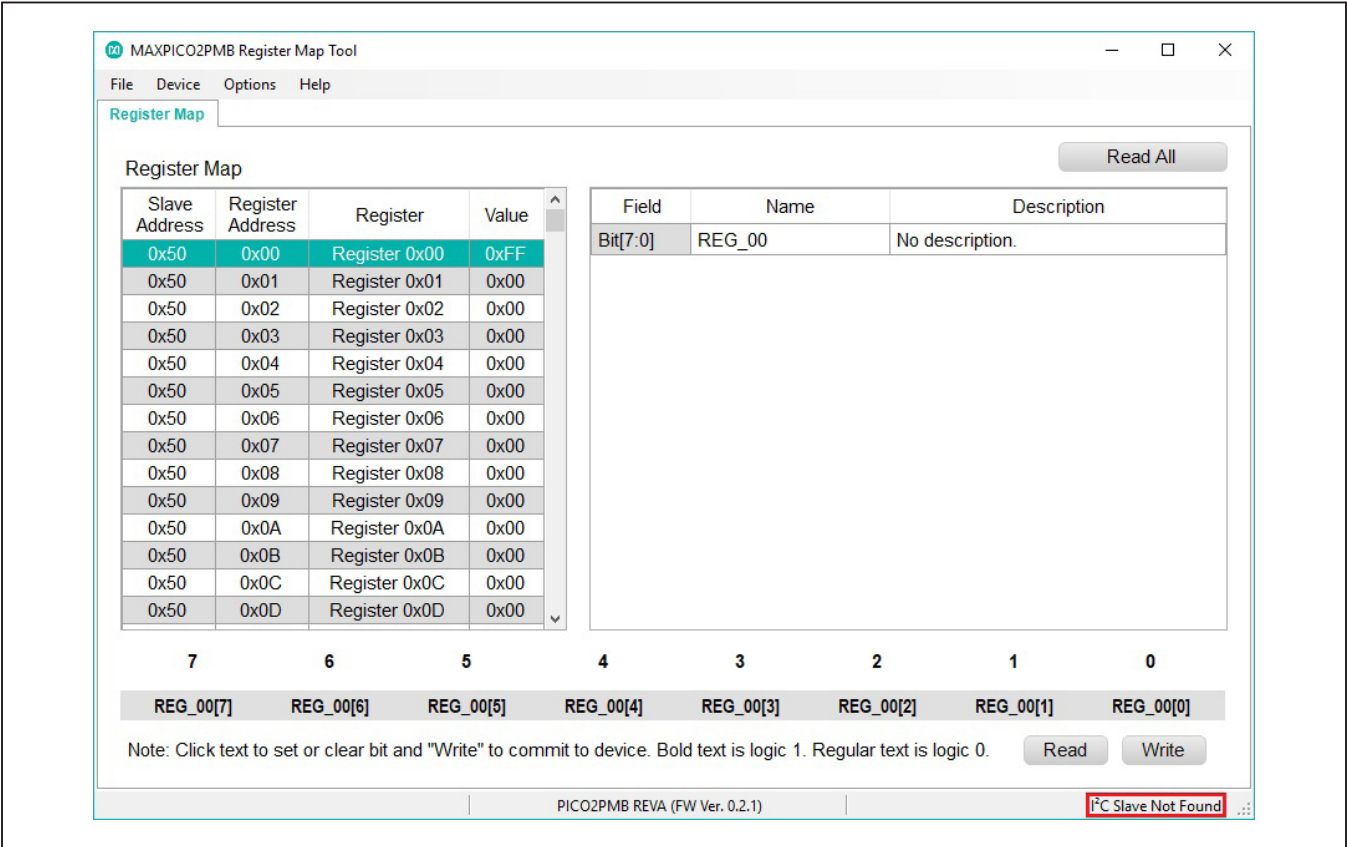 MAXPICO2PMB Register Map Tool
File Device Options Help
Register Map
Read All
Register Map
Slave Address Register Address Register Value
0x50 0x00 Register 0x00 0xFF
0x50 0x01 Register 0x01 0x00
0x50 0x02 Register 0x02 0x00
0x50 0x03 Register 0x03 0x00
0x50 0x04 Register 0x04 0x00
0x50 0x05 Register 0x05 0x00
0x50 0x06 Register 0x06 0x00
0x50 0x07 Register 0x07 0x00
0x50 0x08 Register 0x08 0x00
0x50 0x09 Register 0x09 0x00
0x50 0x0A Register 0x0A 0x00
0x50 0x0B Register 0x0B 0x00
0x50 0x0C Register 0x0C 0x00
0x50 0x0D Register 0x0D 0x00
Field Name Description
Bit[7:0] REG_00 No description.
7 6 5 4 3 2 1 0
REG_00[7] REG_00[6] REG_00[5] REG_00[4] REG_00[3] REG_00[2] REG_00[1] REG_00[0]
Note: Click text to set or clear bit and "Write" to commit to device. Bold text is logic 1. Regular text is logic 0. Read Write
PICO2PMB REVA (FW Ver. 0.2.1) I²C Slave Not Found